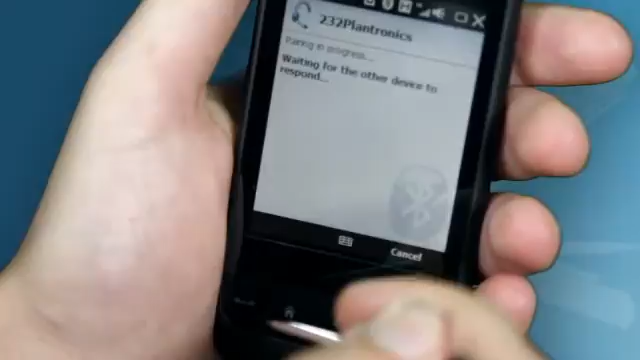 232Plantronics
Pairing in progress...
Waiting for the other device to
respond...
Cancel